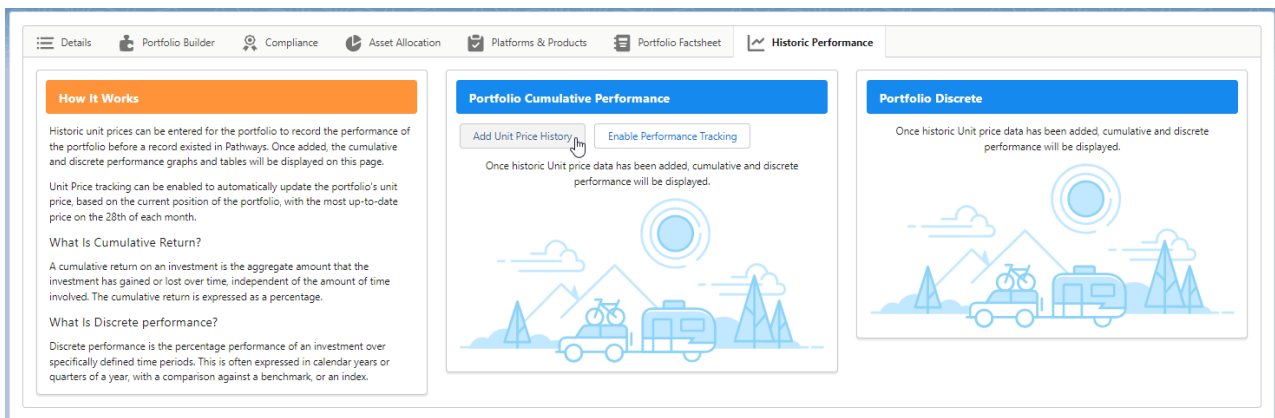 Details
Portfolio Builder
Compliance
Asset Allocation
Platforms & Products
Portfolio Factsheet
Historic Performance
How It Works
Historic unit prices can be entered for the portfolio to record the performance of
the portfolio before a record existed in Pathways. Once added, the cumulative
and discrete performance graphs and tables will be displayed on this page.
Unit Price tracking can be enabled to automatically update the portfolio's unit
price, based on the current position of the portfolio, with the most up-to-date
price on the 28th of each month.
What Is Cumulative Return?
A cumulative return on an investment is the aggregate amount that the
investment has gained or lost over time, independent of the amount of time
involved. The cumulative return is expressed as a percentage.
What Is Discrete performance?
Discrete performance is the percentage performance of an investment over
specifically defined time periods. This is often expressed in calendar years or
quarters of a year, with a comparison against a benchmark, or an index.
Portfolio Cumulative Performance
Add Unit Price History
Enable Performance Tracking
Once historic Unit price data has been added, cumulative and discrete
performance will be displayed.
Portfolio Discrete
Once historic Unit price data has been added, cumulative and discrete
performance will be displayed.